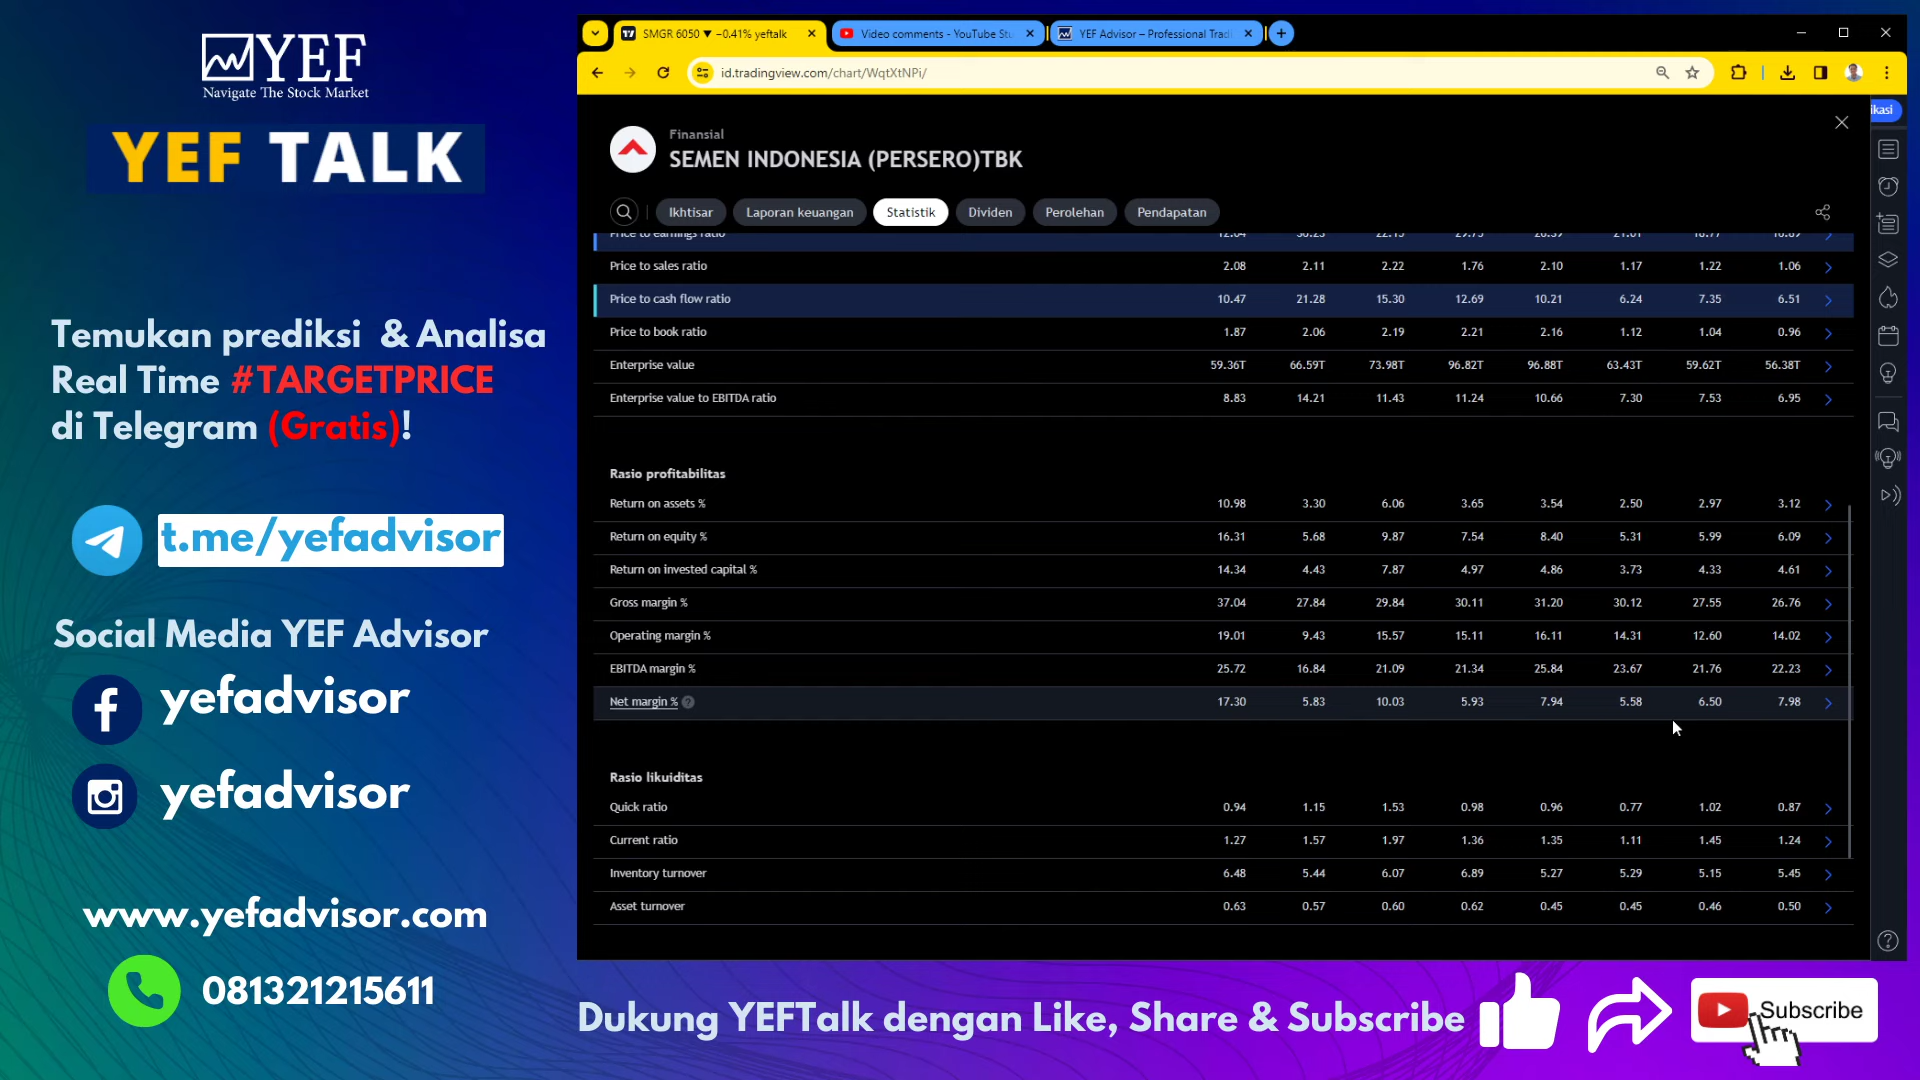 YEF
Navigate The Stock Market
YEF TALK
Temukan prediksi & Analisa
Real Time #TARGETPRICE
di Telegram (Gratis)!
t.me/yefadvisor
Social Media YEF Advisor
yefadvisor
yefadvisor
www.yefadvisor.com
081321215611
SMGR 6050 ▼ −0.41% yeftalk
Video comments - YouTube Stu
YEF Advisor – Professional Tradi
id.tradingview.com/chart/WqtXtNPi/
ikasi
Finansial
SEMEN INDONESIA (PERSERO)TBK
Ikhtisar Laporan keuangan Statistik Dividen Perolehan Pendapatan
Price to earnings ratio
Price to sales ratio 2.08 2.11 2.22 1.76 2.10 1.17 1.22 1.06
Price to cash flow ratio 10.47 21.28 15.30 12.69 10.21 6.24 7.35 6.51
Price to book ratio 1.87 2.06 2.19 2.21 2.16 1.12 1.04 0.96
Enterprise value 59.36T 66.59T 73.98T 96.82T 96.88T 63.43T 59.62T 56.38T
Enterprise value to EBITDA ratio 8.83 14.21 11.43 11.24 10.66 7.30 7.53 6.95
Rasio profitabilitas
Return on assets % 10.98 3.30 6.06 3.65 3.54 2.50 2.97 3.12
Return on equity % 16.31 5.68 9.87 7.54 8.40 5.31 5.99 6.09
Return on invested capital % 14.34 4.43 7.87 4.97 4.86 3.73 4.33 4.61
Gross margin % 37.04 27.84 29.84 30.11 31.20 30.12 27.55 26.76
Operating margin % 19.01 9.43 15.57 15.11 16.11 14.31 12.60 14.02
EBITDA margin % 25.72 16.84 21.09 21.34 25.84 23.67 21.76 22.23
Net margin % 17.30 5.83 10.03 5.93 7.94 5.58 6.50 7.98
Rasio likuiditas
Quick ratio 0.94 1.15 1.53 0.98 0.96 0.77 1.02 0.87
Current ratio 1.27 1.57 1.97 1.36 1.35 1.11 1.45 1.24
Inventory turnover 6.48 5.44 6.07 6.89 5.27 5.29 5.15 5.45
Asset turnover 0.63 0.57 0.60 0.62 0.45 0.45 0.46 0.50
Dukung YEFTalk dengan Like, Share & Subscribe
Subscribe